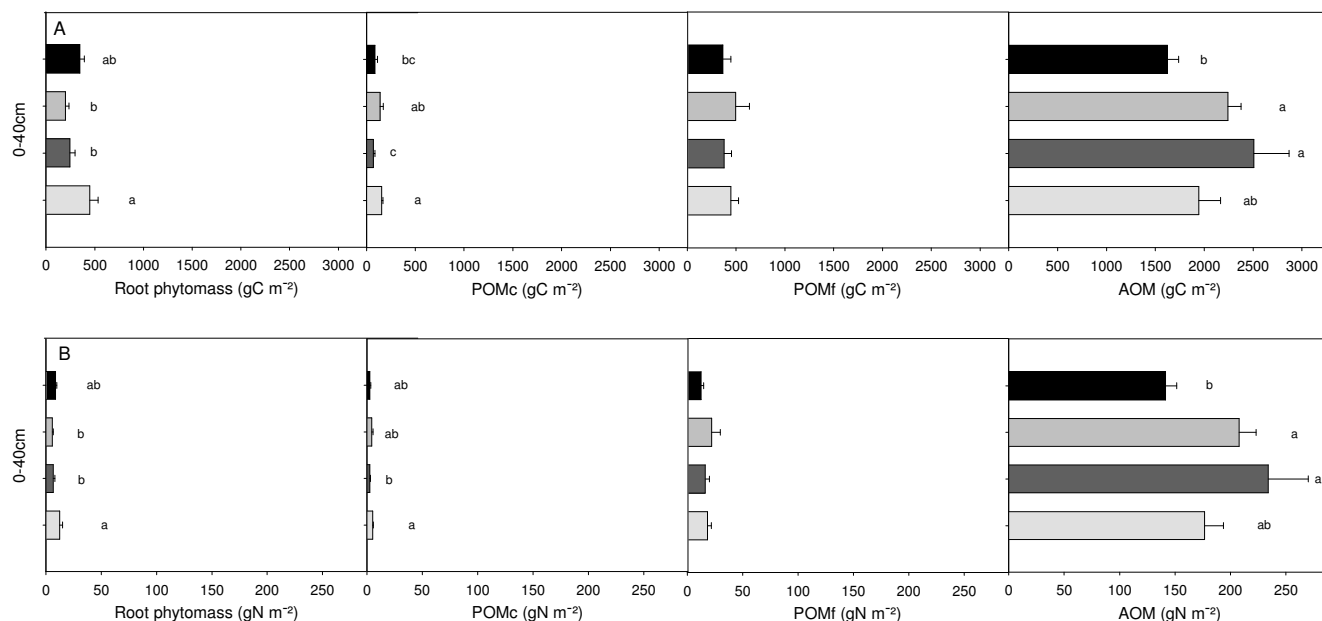 A
0-40cm
ab bc b
b ab a
b c a
a a ab
0 500 1000 1500 2000 2500 3000 0 500 1000 1500 2000 2500 3000 0 500 1000 1500 2000 2500 3000 0 500 1000 1500 2000 2500 3000
Root phytomass (gC m⁻²) POMc (gC m⁻²) POMf (gC m⁻²) AOM (gC m⁻²)
B
0-40cm
ab ab b
b ab a
b b a
a a ab
0 50 100 150 200 250 0 50 100 150 200 250 0 50 100 150 200 250 0 50 100 150 200 250
Root phytomass (gN m⁻²) POMc (gN m⁻²) POMf (gN m⁻²) AOM (gN m⁻²)